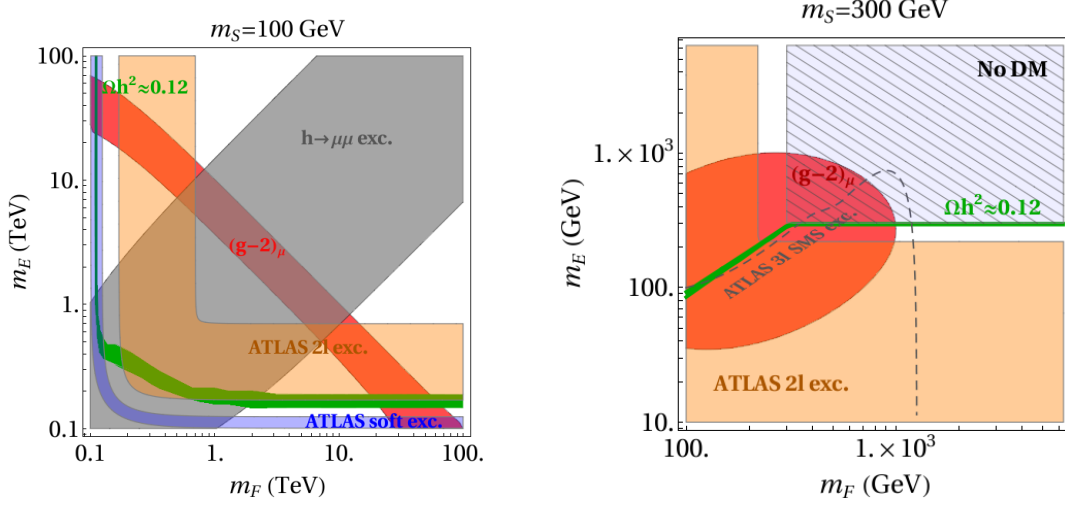 m_S=100 GeV
100.
10.
1.
0.1
m_E (TeV)
Ωh²≈0.12
h→μμ exc.
(g−2)_μ
ATLAS 2l exc.
ATLAS soft exc.
0.1
1.
10.
100.
m_F (TeV)
m_S=300 GeV
1.×10³
100.
10.
m_E (GeV)
No DM
(g−2)_μ
Ωh²≈0.12
ATLAS 3l SMS exc.
ATLAS 2l exc.
100.
1.×10³
m_F (GeV)